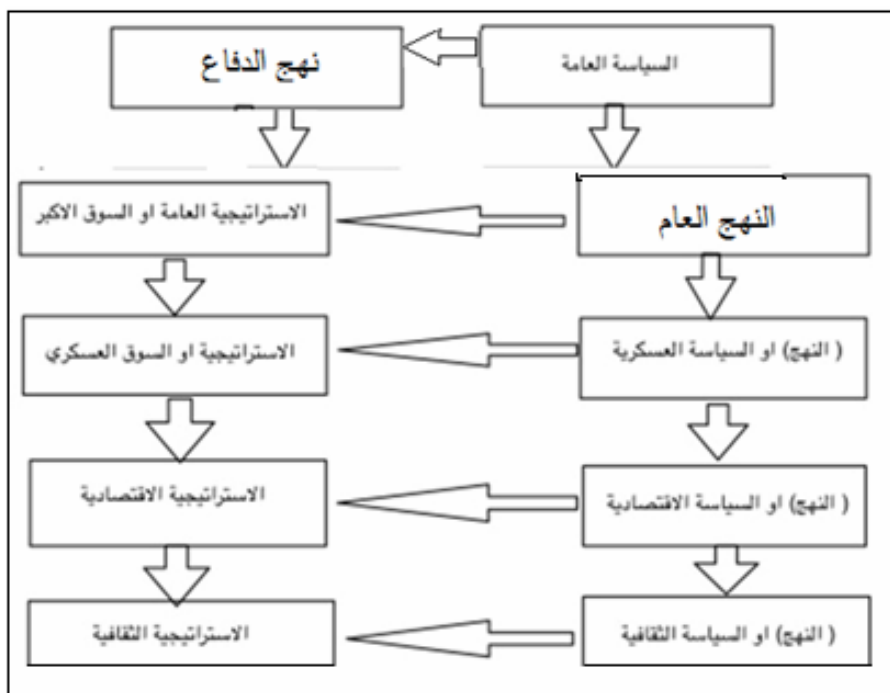 السياسة العامة
نهج الدفاع
النهج العام
الاستراتيجية العامة او السوق الاكبر
( النهج) او السياسة العسكرية
الاستراتيجية او السوق العسكري
( النهج) او السياسة الاقتصادية
الاستراتيجية الاقتصادية
( النهج) او السياسة الثقافية
الاستراتيجية الثقافية